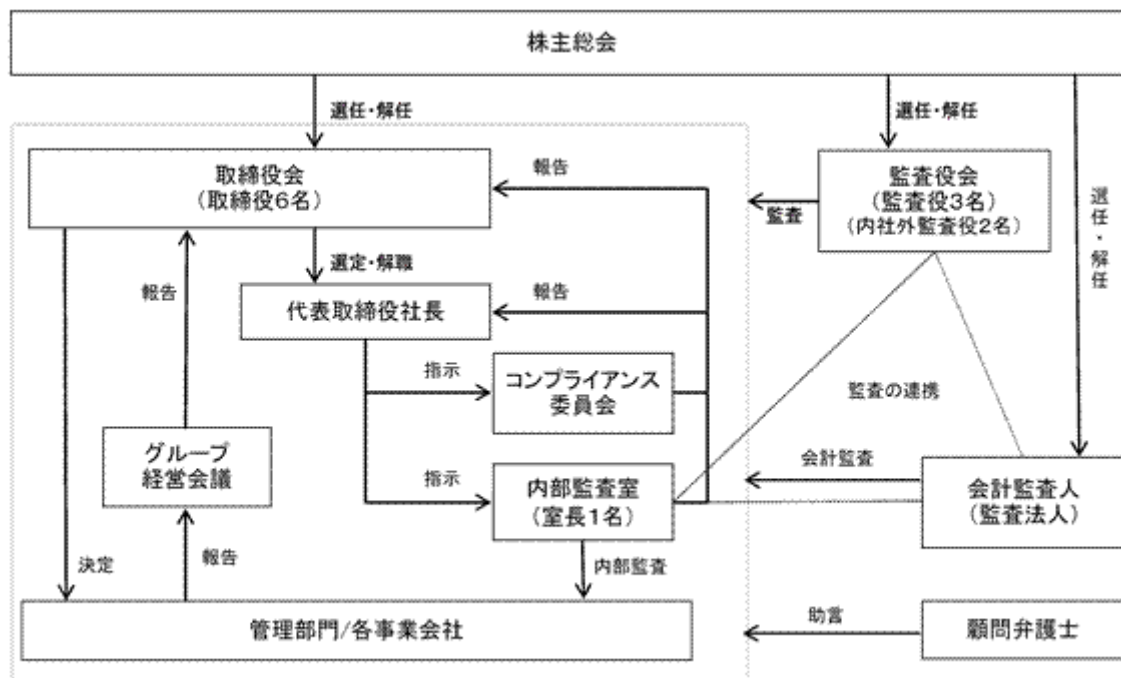 株主総会
選任・解任
選任・解任
選任・解任
取締役会
(取締役6名)
報告
監査役会
(監査役3名)
(内社外監査役2名)
監査
選定・解職
報告
代表取締役社長
報告
指示
コンプライアンス
委員会
監査の連携
グループ
経営会議
指示
内部監査室
(室長1名)
会計監査
会計監査人
(監査法人)
決定
報告
内部監査
管理部門/各事業会社
助言
顧問弁護士